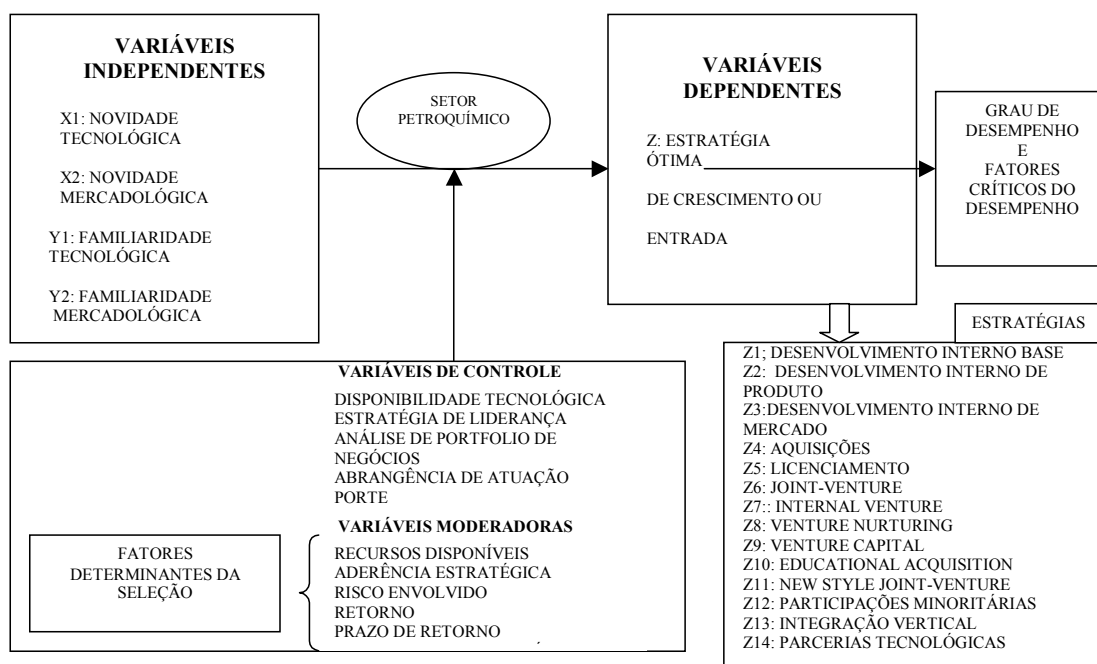 VARIÁVEIS
INDEPENDENTES
X1: NOVIDADE
TECNOLÓGICA
X2: NOVIDADE
MERCADOLÓGICA
Y1: FAMILIARIDADE
TECNOLÓGICA
Y2: FAMILIARIDADE
MERCADOLÓGICA
SETOR
PETROQUÍMICO
VARIÁVEIS
DEPENDENTES
Z: ESTRATÉGIA
ÓTIMA
DE CRESCIMENTO OU
ENTRADA
GRAU DE
DESEMPENHO
E
FATORES
CRÍTICOS DO
DESEMPENHO
ESTRATÉGIAS
Z1; DESENVOLVIMENTO INTERNO BASE
Z2: DESENVOLVIMENTO INTERNO DE
PRODUTO
Z3:DESENVOLVIMENTO INTERNO DE
MERCADO
Z4: AQUISIÇÕES
Z5: LICENCIAMENTO
Z6: JOINT-VENTURE
Z7:: INTERNAL VENTURE
Z8: VENTURE NURTURING
Z9: VENTURE CAPITAL
Z10: EDUCATIONAL ACQUISITION
Z11: NEW STYLE JOINT-VENTURE
Z12: PARTICIPAÇÕES MINORITÁRIAS
Z13: INTEGRAÇÃO VERTICAL
Z14: PARCERIAS TECNOLÓGICAS
VARIÁVEIS DE CONTROLE
DISPONIBILIDADE TECNOLÓGICA
ESTRATÉGIA DE LIDERANÇA
ANÁLISE DE PORTFOLIO DE
NEGÓCIOS
ABRANGÊNCIA DE ATUAÇÃO
PORTE
VARIÁVEIS MODERADORAS
RECURSOS DISPONÍVEIS
ADERÊNCIA ESTRATÉGICA
RISCO ENVOLVIDO
RETORNO
PRAZO DE RETORNO
FATORES
DETERMINANTES DA
SELEÇÃO